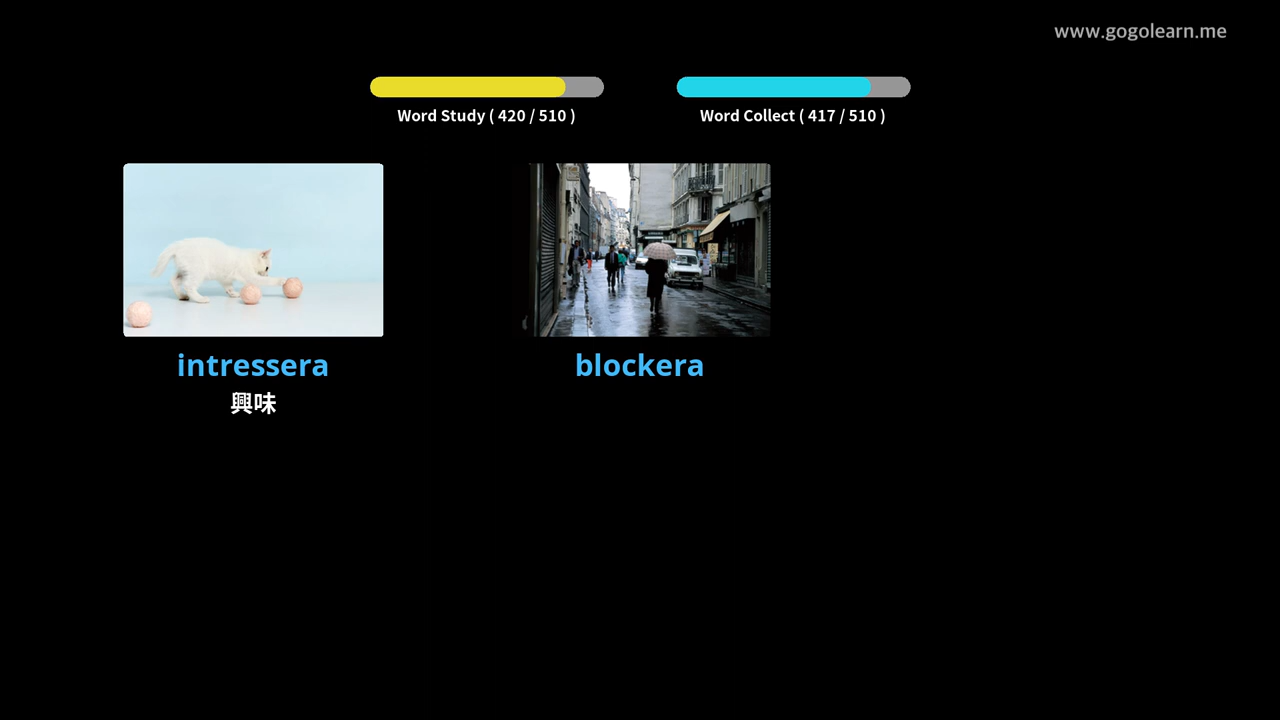 www.gogolearn.me
Word Study ( 420 / 510 )
Word Collect ( 417 / 510 )
intressera
blockera
興味